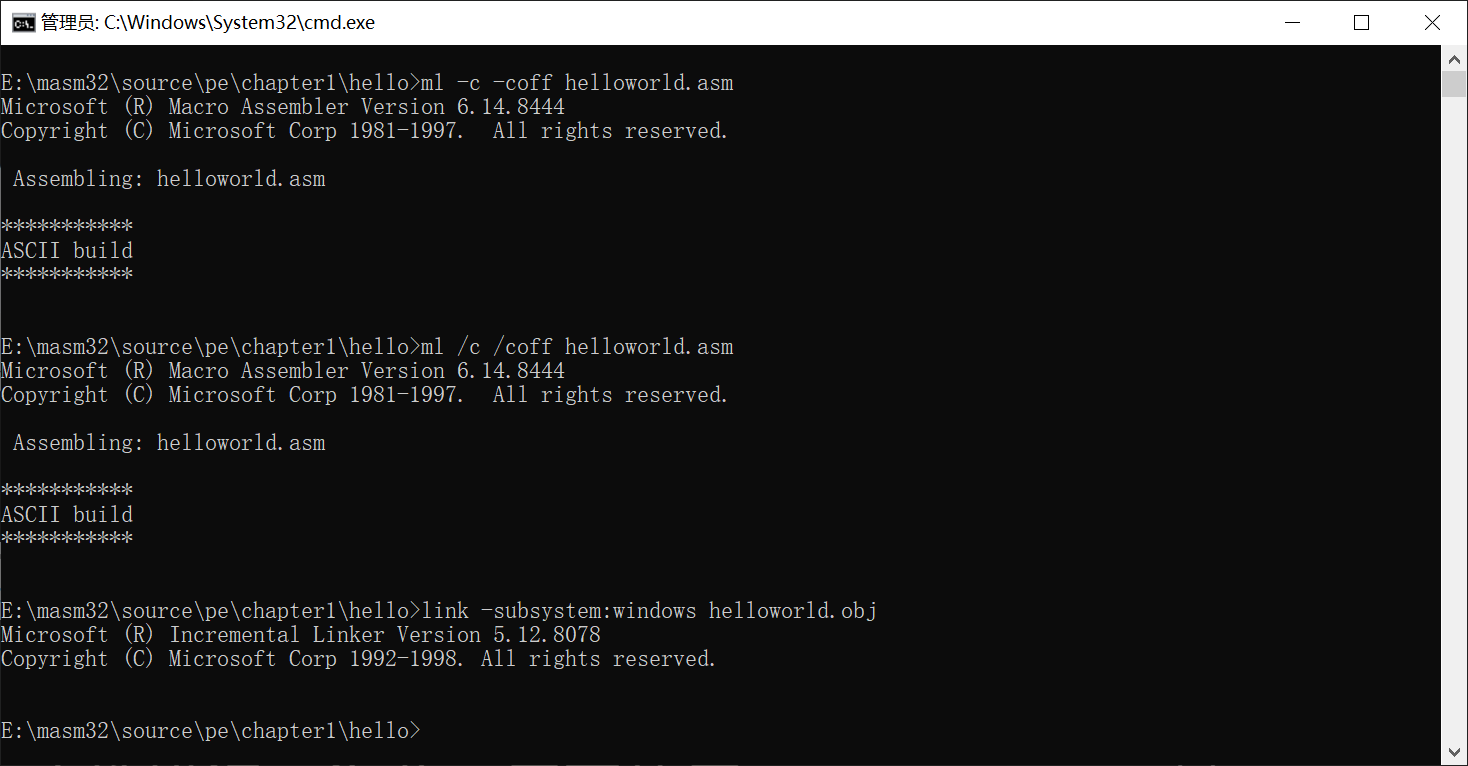 管理员: C:\Windows\System32\cmd.exe
E:\masm32\source\pe\chapter1\hello>ml -c -coff helloworld.asm
Microsoft (R) Macro Assembler Version 6.14.8444
Copyright (C) Microsoft Corp 1981-1997.  All rights reserved.
 Assembling: helloworld.asm
***********
ASCII build
***********
E:\masm32\source\pe\chapter1\hello>ml /c /coff helloworld.asm
Microsoft (R) Macro Assembler Version 6.14.8444
Copyright (C) Microsoft Corp 1981-1997.  All rights reserved.
 Assembling: helloworld.asm
***********
ASCII build
***********
E:\masm32\source\pe\chapter1\hello>link -subsystem:windows helloworld.obj
Microsoft (R) Incremental Linker Version 5.12.8078
Copyright (C) Microsoft Corp 1992-1998. All rights reserved.
E:\masm32\source\pe\chapter1\hello>